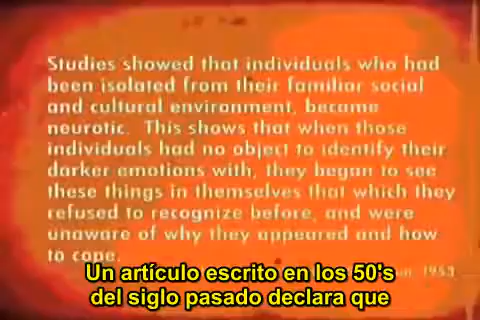 Studies showed that individuals who had
been isolated from their familiar social
and cultural environment, became
neurotic. This shows that when those
individuals had no object to identify their
darker emotions with, they began to see
these things in themselves that which they
refused to recognize before, and were
unaware of why they appeared and how
to cope.
1953
Un artículo escrito en los 50's
del siglo pasado declara que